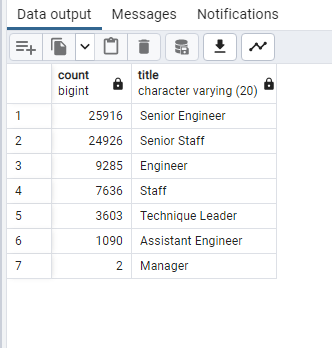 Data output Messages Notifications
count bigint title character varying (20)
1 25916 Senior Engineer
2 24926 Senior Staff
3 9285 Engineer
4 7636 Staff
5 3603 Technique Leader
6 1090 Assistant Engineer
7 2 Manager